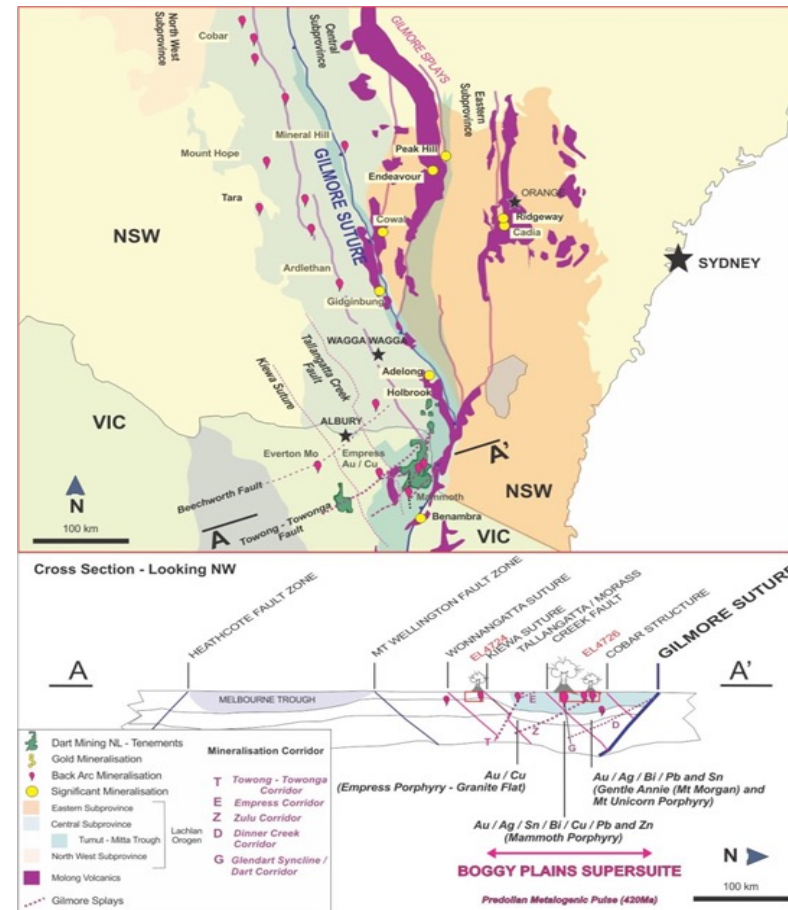 North West
Subprovince
Cobar
Central
Subprovince
GILMORE SPLAYS
Eastern
Subprovince
Mineral Hill
Peak Hill
Mount Hope
Endeavour
GILMORE SUTURE
ORANGE
Tara
Ridgeway
Cowal
Cadia
NSW
SYDNEY
Ardlethan
Gidginbung
WAGGA WAGGA
Tallangatta Creek
Fault
Kiewa Suture
Adelong
Holbrook
VIC
ALBURY
Everton Mo
Empress
Au / Cu
A'
Beechworth Fault
Mammoth
NSW
N
A
Towong - Towonga
Fault
Benambra
100 km
VIC
Cross Section - Looking NW
HEATHCOTE FAULT ZONE
MT WELLINGTON FAULT ZONE
WONNANGATTA SUTURE
EL4724
KIEWA SUTURE
TALLANGATTA / MORASS
CREEK FAULT
EL4726
COBAR STRUCTURE
GILMORE SUTURE
A
A'
MELBOURNE TROUGH
E
D
Z
T
G
Dart Mining NL - Tenements
Gold Mineralisation
Back Arc Mineralisation
Significant Mineralisation
Eastern Subprovince
Central Subprovince
Lachlan
Orogen
Tumut - Mitta Trough
North West Subprovince
Molong Volcanics
Gilmore Splays
Mineralisation Corridor
T Towong - Towonga
Corridor
E Empress Corridor
Z Zulu Corridor
D Dinner Creek
Corridor
G Glendart Syncline /
Dart Corridor
Au / Cu
(Empress Porphyry - Granite Flat)
Au / Ag / Bi / Pb and Sn
(Gentle Annie (Mt Morgan) and
Mt Unicorn Porphyry)
Au / Ag / Sn / Bi / Cu / Pb and Zn
(Mammoth Porphyry)
BOGGY PLAINS SUPERSUITE
N
Predolian Metalogenic Pulse (420Ma)
100 km